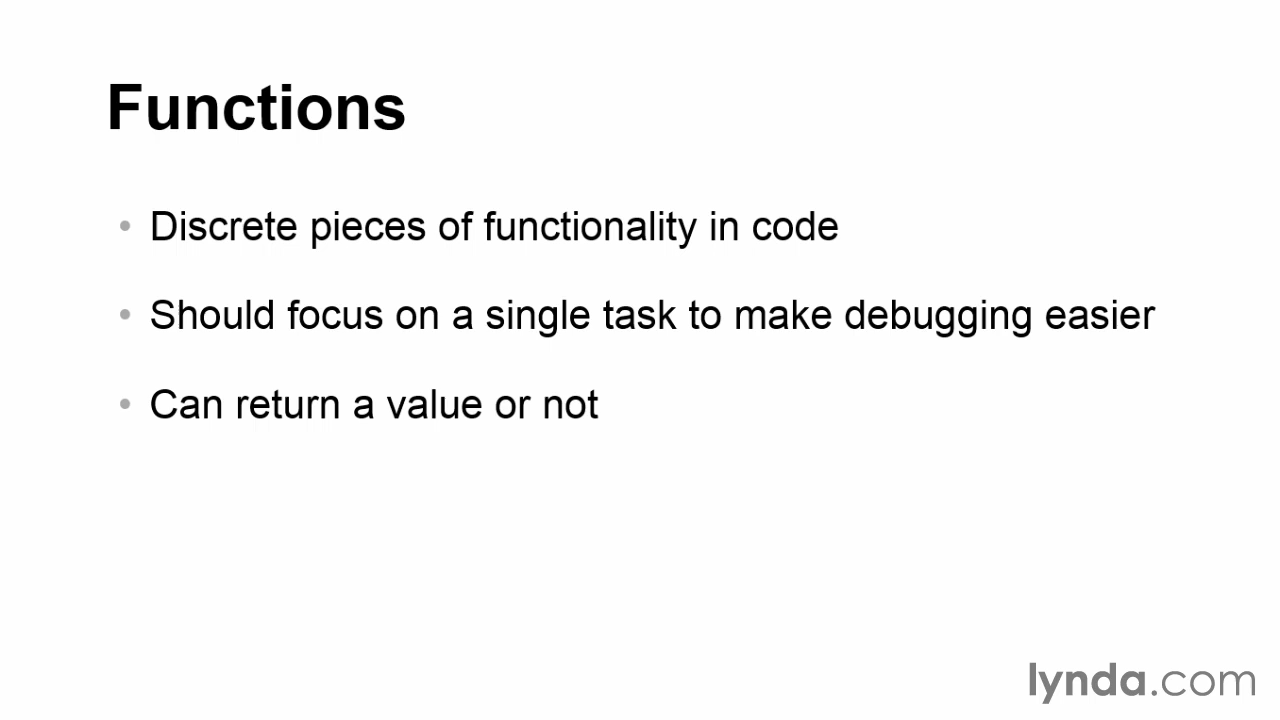 Functions
• Discrete pieces of functionality in code
• Should focus on a single task to make debugging easier
• Can return a value or not
lynda.com